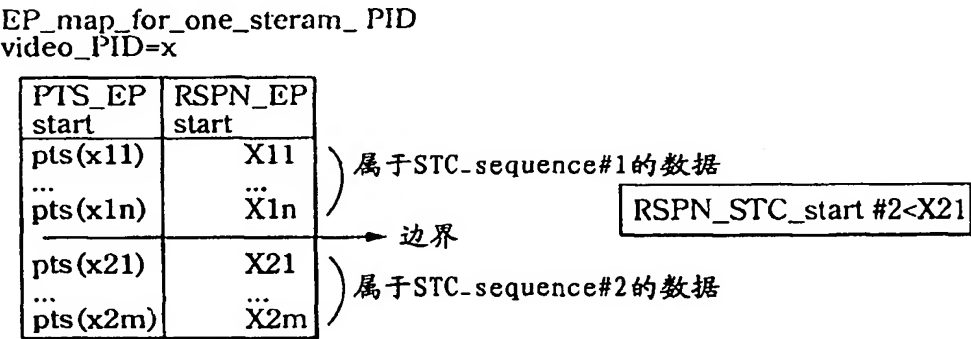 EP_map_for_one_steram_ PID
video_PID=x
PTS_EP RSPN_EP
start start
pts(x11) X11
属于STC_sequence#1的数据
... ...
pts(x1n) X1n
RSPN_STC_start #2<X21
边界
pts(x21) X21
属于STC_sequence#2的数据
... ...
pts(x2m) X2m